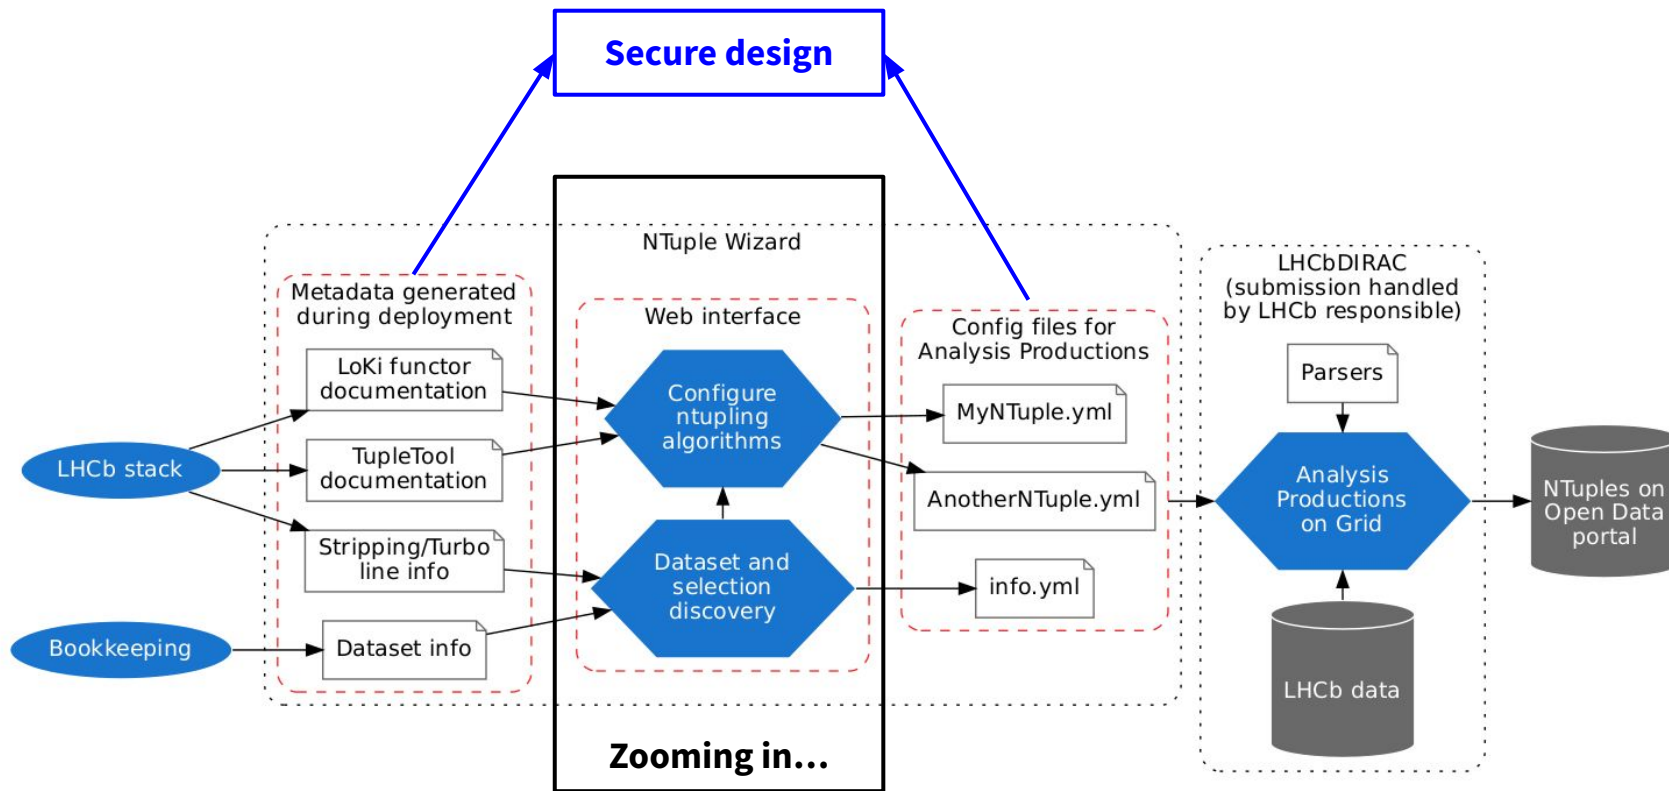 Secure design
NTuple Wizard
Metadata generated
during deployment
LoKi functor
documentation
TupleTool
documentation
Stripping/Turbo
line info
Dataset info
LHCb stack
Bookkeeping
Web interface
Configure
ntupling
algorithms
Dataset and
selection
discovery
Zooming in...
Config files for
Analysis Productions
MyNTuple.yml
AnotherNTuple.yml
info.yml
LHCbDIRAC
(submission handled
by LHCb responsible)
Parsers
Analysis
Productions
on Grid
LHCb data
NTuples on
Open Data
portal